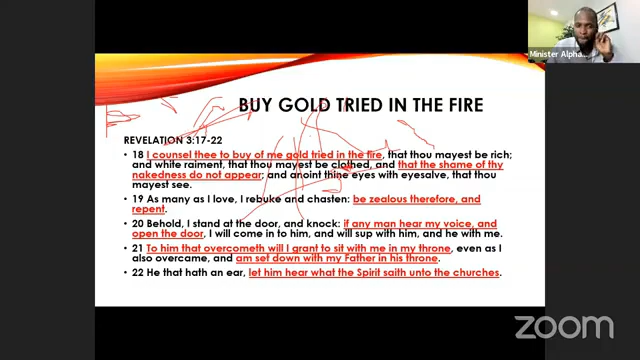 Minister Alpha
BUY GOLD TRIED IN THE FIRE
REVELATION 3:17-22
• 18 I counsel thee to buy of me gold tried in the fire, that thou mayest be rich;
and white raiment, that thou mayest be clothed, and that the shame of thy
nakedness do not appear; and anoint thine eyes with eyesalve, that thou
mayest see.
• 19 As many as I love, I rebuke and chasten: be zealous therefore, and
repent.
• 20 Behold, I stand at the door, and knock: if any man hear my voice, and
open the door, I will come in to him, and will sup with him, and he with me.
• 21 To him that overcometh will I grant to sit with me in my throne, even as I
also overcame, and am set down with my Father in his throne.
• 22 He that hath an ear, let him hear what the Spirit saith unto the churches.
zoom